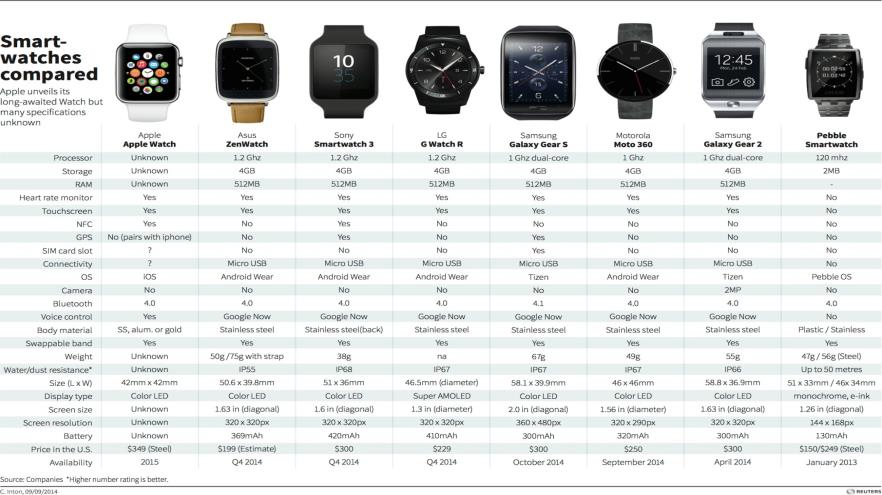 Smart-
watches
compared
Apple unveils its
long-awaited Watch but
many specifications
unknown
10
35
12:45
Mon, 24 Feb
Apple Asus Sony LG Samsung Motorola Samsung Pebble
Apple Watch ZenWatch Smartwatch 3 G Watch R Galaxy Gear S Moto 360 Galaxy Gear 2 Smartwatch
Processor Unknown 1.2 Ghz 1.2 Ghz 1.2 Ghz 1 Ghz dual-core 1 Ghz 1 Ghz dual-core 120 mhz
Storage Unknown 4GB 4GB 4GB 4GB 4GB 4GB 2MB
RAM Unknown 512MB 512MB 512MB 512MB 512MB 512MB -
Heart rate monitor Yes Yes Yes Yes Yes Yes Yes No
Touchscreen Yes Yes Yes Yes Yes Yes Yes No
NFC Yes No Yes No No No No No
GPS No (pairs with iphone) No Yes No Yes No No No
SIM card slot ? No No No Yes No No No
Connectivity ? Micro USB Micro USB Micro USB Micro USB Micro USB Micro USB No
OS iOS Android Wear Android Wear Android Wear Tizen Android Wear Tizen Pebble OS
Camera No No No No No No 2MP No
Bluetooth 4.0 4.0 4.0 4.0 4.1 4.0 4.0 4.0
Voice control Yes Google Now Google Now Google Now Google Now Google Now Google Now No
Body material SS, alum. or gold Stainless steel Stainless steel(back) Stainless steel Stainless steel Stainless steel Stainless steel Plastic / Stainless
Swappable band Yes Yes Yes Yes Yes Yes Yes Yes
Weight Unknown 50g /75g with strap 38g na 67g 49g 55g 47g / 56g (Steel)
Water/dust resistance* Unknown IP55 IP68 IP67 IP67 IP67 IP66 Up to 50 metres
Size (L x W) 42mm x 42mm 50.6 x 39.8mm 51 x 36mm 46.5mm (diameter) 58.1 x 39.9mm 46 x 46mm 58.8 x 36.9mm 51 x 33mm / 46x 34mm
Display type Color LED Color LED Color LED Super AMOLED Color LED Color LED Color LED monochrome, e-ink
Screen size Unknown 1.63 in (diagonal) 1.6 in (diagonal) 1.3 in (diameter) 2.0 in (diagonal) 1.56 in (diameter) 1.63 in (diagonal) 1.26 in (diagonal)
Screen resolution Unknown 320 x 320px 320 x 320px 320 x 320px 360 x 480px 320 x 290px 320 x 320px 144 x 168px
Battery Unknown 369mAh 420mAh 410mAh 300mAh 320mAh 300mAh 130mAh
Price in the U.S. $349 (Steel) $199 (Estimate) $300 $229 $300 $250 $300 $150/$249 (Steel)
Availability 2015 Q4 2014 Q4 2014 Q4 2014 October 2014 September 2014 April 2014 January 2013
Source: Companies *Higher number rating is better.
C. Inton, 09/09/2014 REUTERS